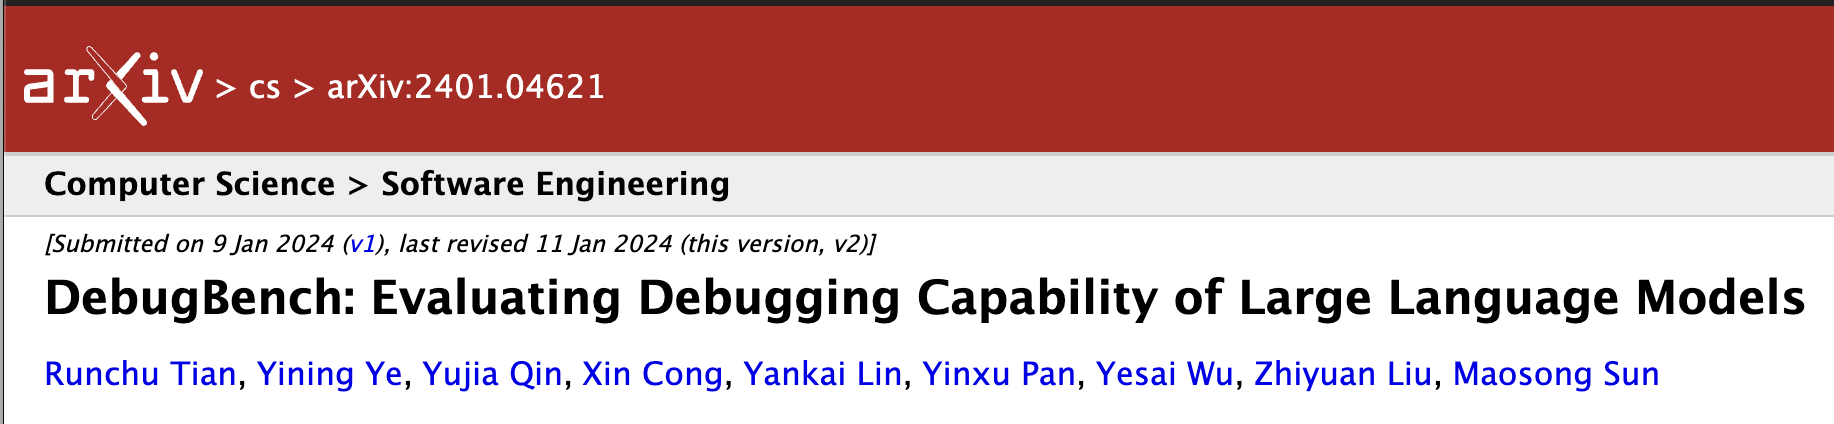 arXiv > cs > arXiv:2401.04621
Computer Science > Software Engineering
[Submitted on 9 Jan 2024 (v1), last revised 11 Jan 2024 (this version, v2)]
DebugBench: Evaluating Debugging Capability of Large Language Models
Runchu Tian, Yining Ye, Yujia Qin, Xin Cong, Yankai Lin, Yinxu Pan, Yesai Wu, Zhiyuan Liu, Maosong Sun